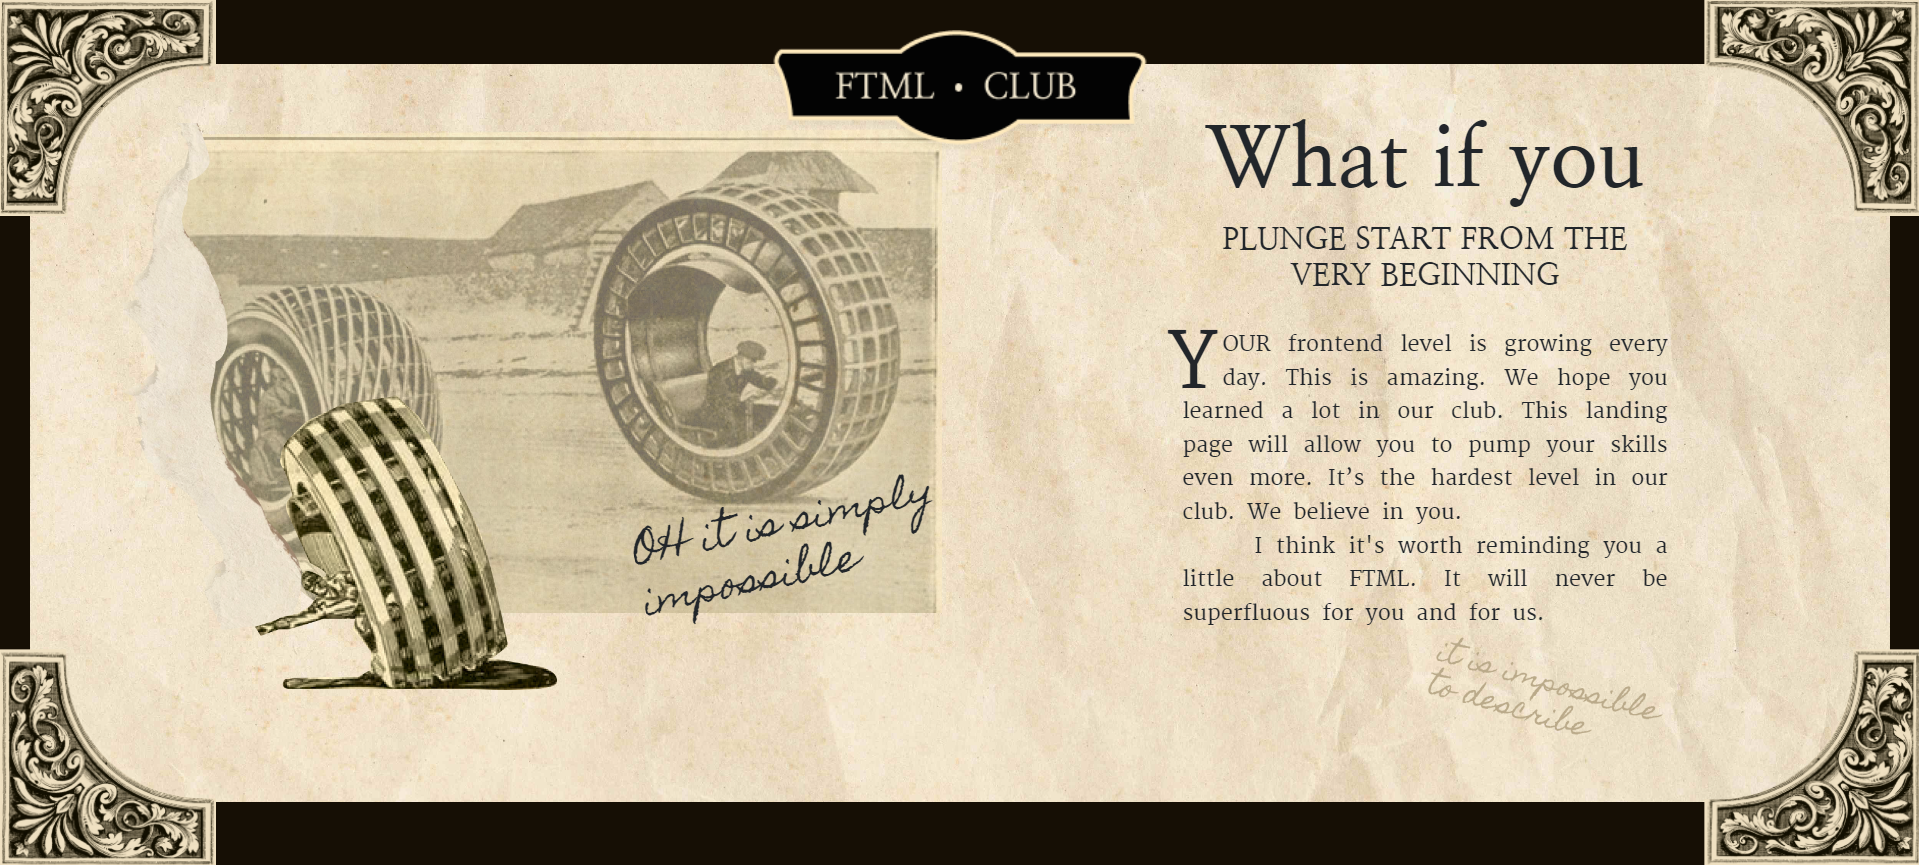 FTML • CLUB
What if you
PLUNGE START FROM THE
VERY BEGINNING
YOUR frontend level is growing every
day. This is amazing. We hope you
learned a lot in our club. This landing
page will allow you to pump your skills
even more. It’s the hardest level in our
club. We believe in you.
I think it's worth reminding you a
little about FTML. It will never be
superfluous for you and for us.
OH it is simply
impossible
it is impossible
to describe